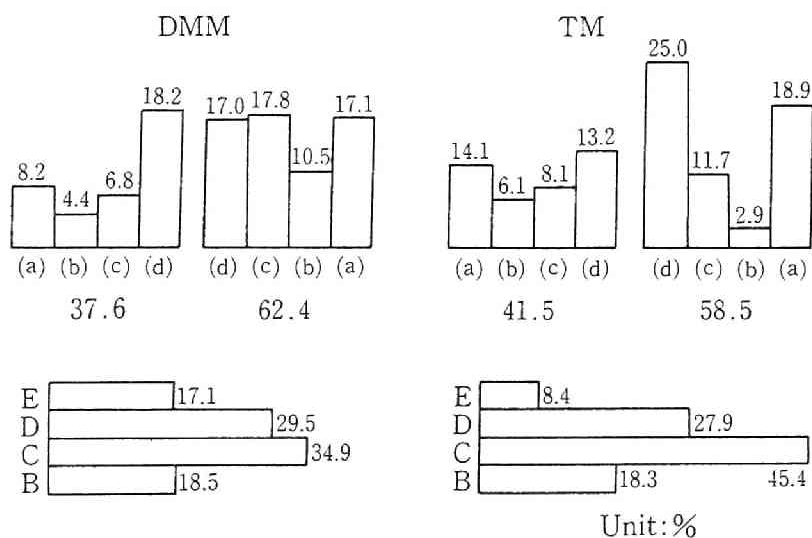 DMM TM
25.0
18.2 17.0 17.8 17.1 18.9
8.2 4.4 6.8 10.5 14.1 6.1 8.1 13.2 11.7 2.9
(a) (b) (c) (d) (d) (c) (b) (a) (a) (b) (c) (d) (d) (c) (b) (a)
37.6 62.4 41.5 58.5
E 17.1 E 8.4
D 29.5 D 27.9
C 34.9 C 45.4
B 18.5 B 18.3
Unit:%